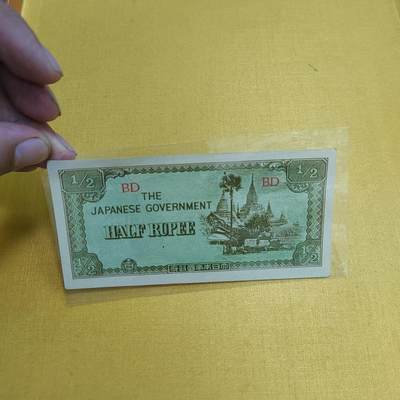 1/2
1/2
BD
BD
THE
JAPANESE GOVERNMENT
HALF RUPEE
1/2
1/2